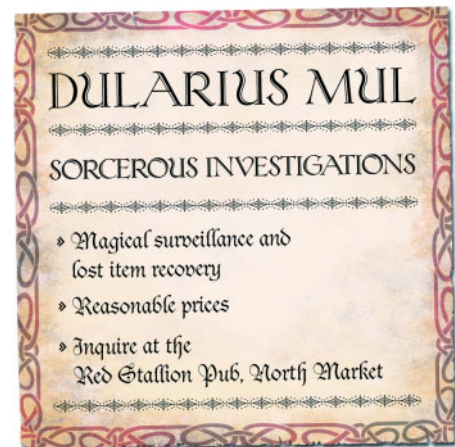 DULARIUS MUL
SORCEROUS INVESTIGATIONS
» Magical surveillance and
lost item recovery
» Reasonable prices
» Inquire at the
Red Stallion Pub, North Market